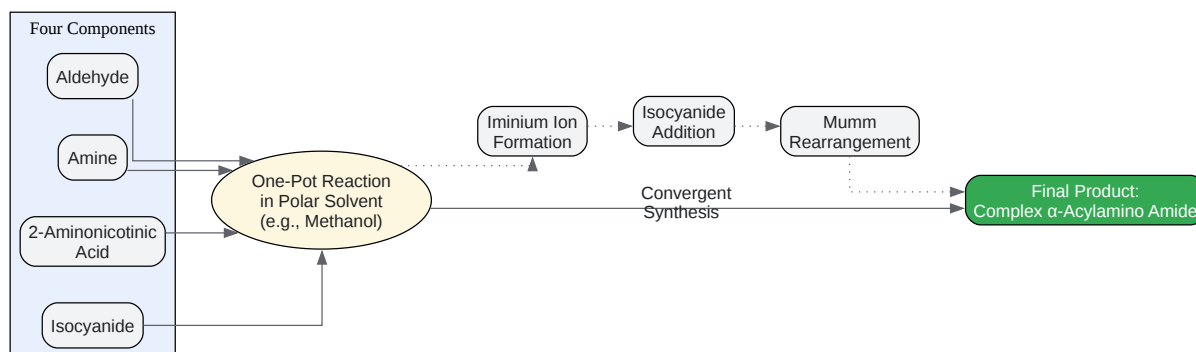 Four Components
Aldehyde
Amine
2-Aminonicotinic
Acid
Isocyanide
One-Pot Reaction
in Polar Solvent
(e.g., Methanol)
Iminium Ion
Formation
Isocyanide
Addition
Mumm
Rearrangement
Convergent
Synthesis
Final Product:
Complex α-Acylamino Amide